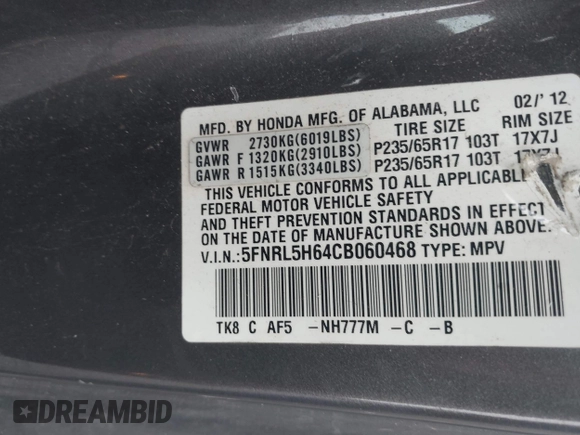 MFD. BY HONDA MFG. OF ALABAMA, LLC 02/' 12
GVWR 2730KG(6019LBS) TIRE SIZE RIM SIZE
GAWR F 1320KG(2910LBS) P235/65R17 103T 17X7J
GAWR R 1515KG(3340LBS) P235/65R17 103T 17X7J
THIS VEHICLE CONFORMS TO ALL APPLICABLE
FEDERAL MOTOR VEHICLE SAFETY
AND THEFT PREVENTION STANDARDS IN EFFECT
ON THE DATE OF MANUFACTURE SHOWN ABOVE.
V.I.N.:5FNRL5H64CB060468 TYPE: MPV
TK8 C AF5 -NH777M -C -B
DREAMBID